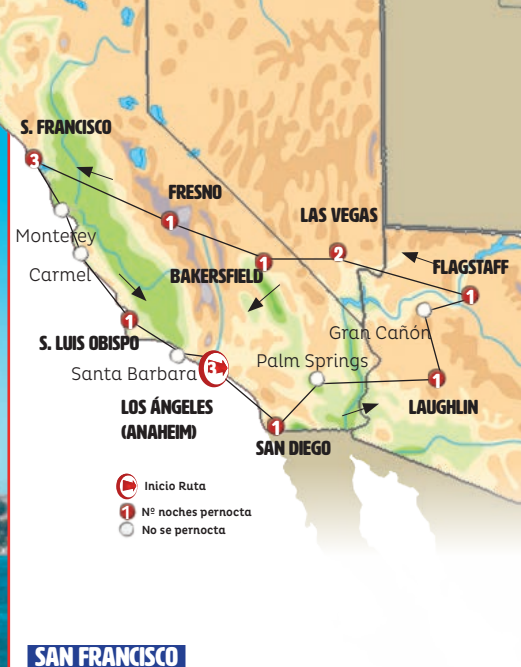 S. FRANCISCO
3
FRESNO
1
LAS VEGAS
2
Monterey
BAKERSFIELD
1
FLAGSTAFF
1
Carmel
1
S. LUIS OBISPO
Gran Cañón
Santa Barbara
3
Palm Springs
1
LOS ÁNGELES
(ANAHEIM)
LAUGHLIN
1
SAN DIEGO
Inicio Ruta
1 Nº noches pernocta
No se pernocta
SAN FRANCISCO